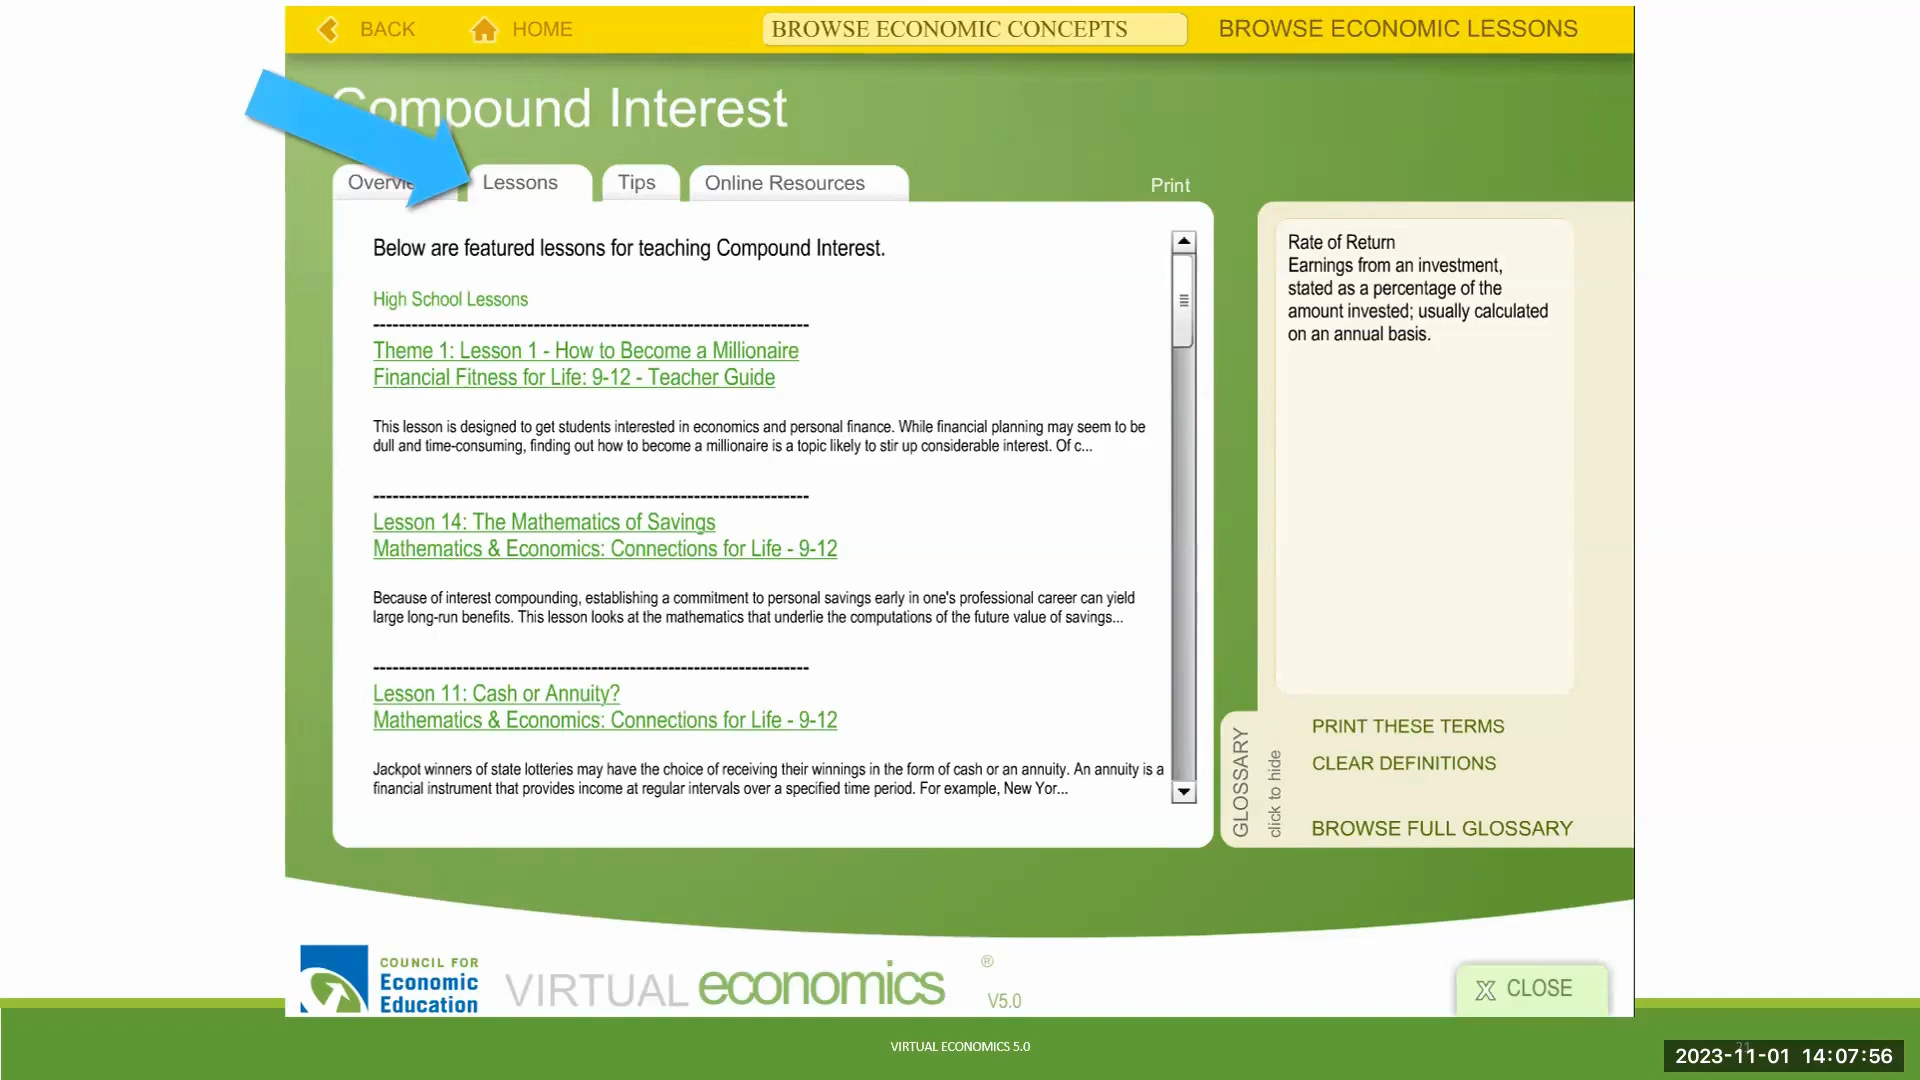 BACK
HOME
BROWSE ECONOMIC CONCEPTS
BROWSE ECONOMIC LESSONS
Compound Interest
Lessons
Tips
Online Resources
Print
Below are featured lessons for teaching Compound Interest.
High School Lessons
--------------------------------------------------------------------
Theme 1: Lesson 1 - How to Become a Millionaire
Financial Fitness for Life: 9-12 - Teacher Guide
This lesson is designed to get students interested in economics and personal finance. While financial planning may seem to be
dull and time-consuming, finding out how to become a millionaire is a topic likely to stir up considerable interest. Of c...
--------------------------------------------------------------------
Lesson 14: The Mathematics of Savings
Mathematics & Economics: Connections for Life - 9-12
Because of interest compounding, establishing a commitment to personal savings early in one's professional career can yield
large long-run benefits. This lesson looks at the mathematics that underlie the computations of the future value of savings...
--------------------------------------------------------------------
Lesson 11: Cash or Annuity?
Mathematics & Economics: Connections for Life - 9-12
Jackpot winners of state lotteries may have the choice of receiving their winnings in the form of cash or an annuity. An annuity is a
financial instrument that provides income at regular intervals over a specified time period. For example, New Yor...
Rate of Return
Earnings from an investment,
stated as a percentage of the
amount invested; usually calculated
on an annual basis.
GLOSSARY
click to hide
PRINT THESE TERMS
CLEAR DEFINITIONS
BROWSE FULL GLOSSARY
COUNCIL FOR
Economic
Education
VIRTUAL economics ®
V5.0
X CLOSE
VIRTUAL ECONOMICS 5.0
2023-11-01 14:07:56